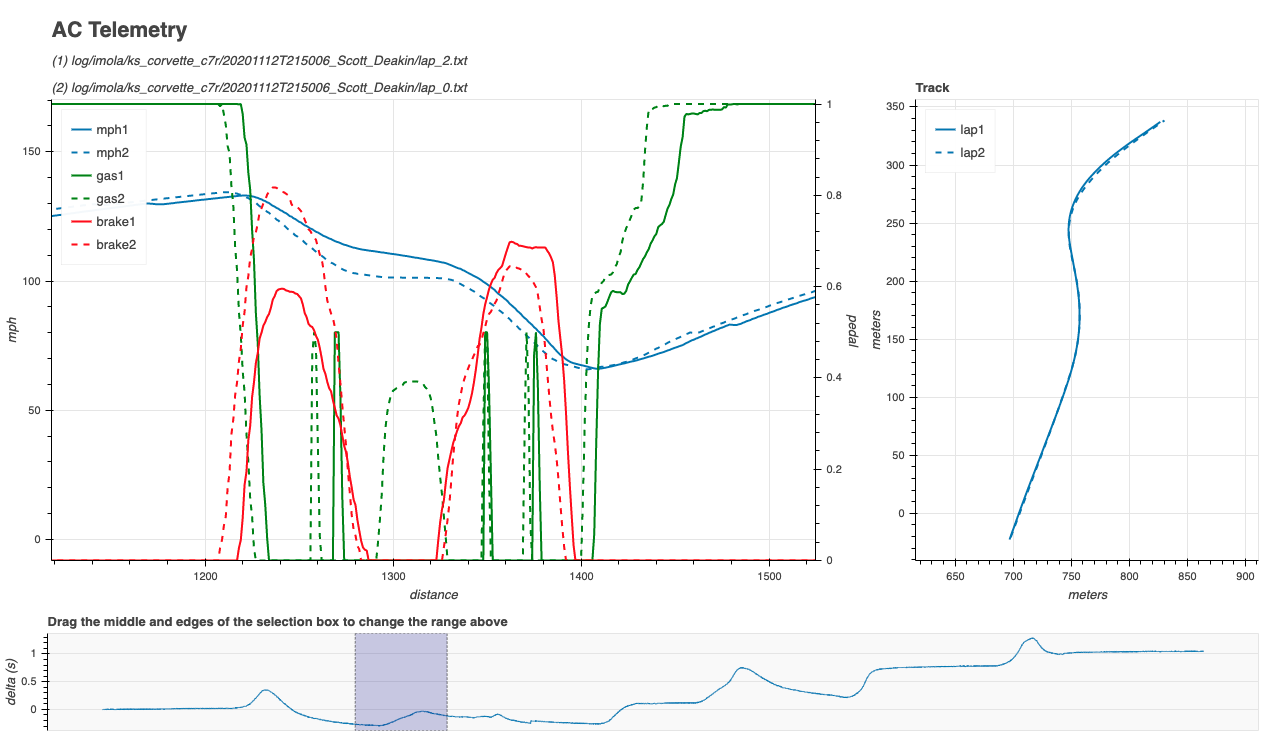 AC Telemetry
(1) log/imola/ks_corvette_c7r/20201112T215006_Scott_Deakin/lap_2.txt
(2) log/imola/ks_corvette_c7r/20201112T215006_Scott_Deakin/lap_0.txt
mph1
mph2
gas1
gas2
brake1
brake2
150
100
50
0
mph
1
0.8
0.6
0.4
0.2
0
pedal
1200
1300
1400
1500
distance
Track
lap1
lap2
350
300
250
200
150
100
50
0
meters
650
700
750
800
850
900
meters
Drag the middle and edges of the selection box to change the range above
1
0.5
0
delta (s)